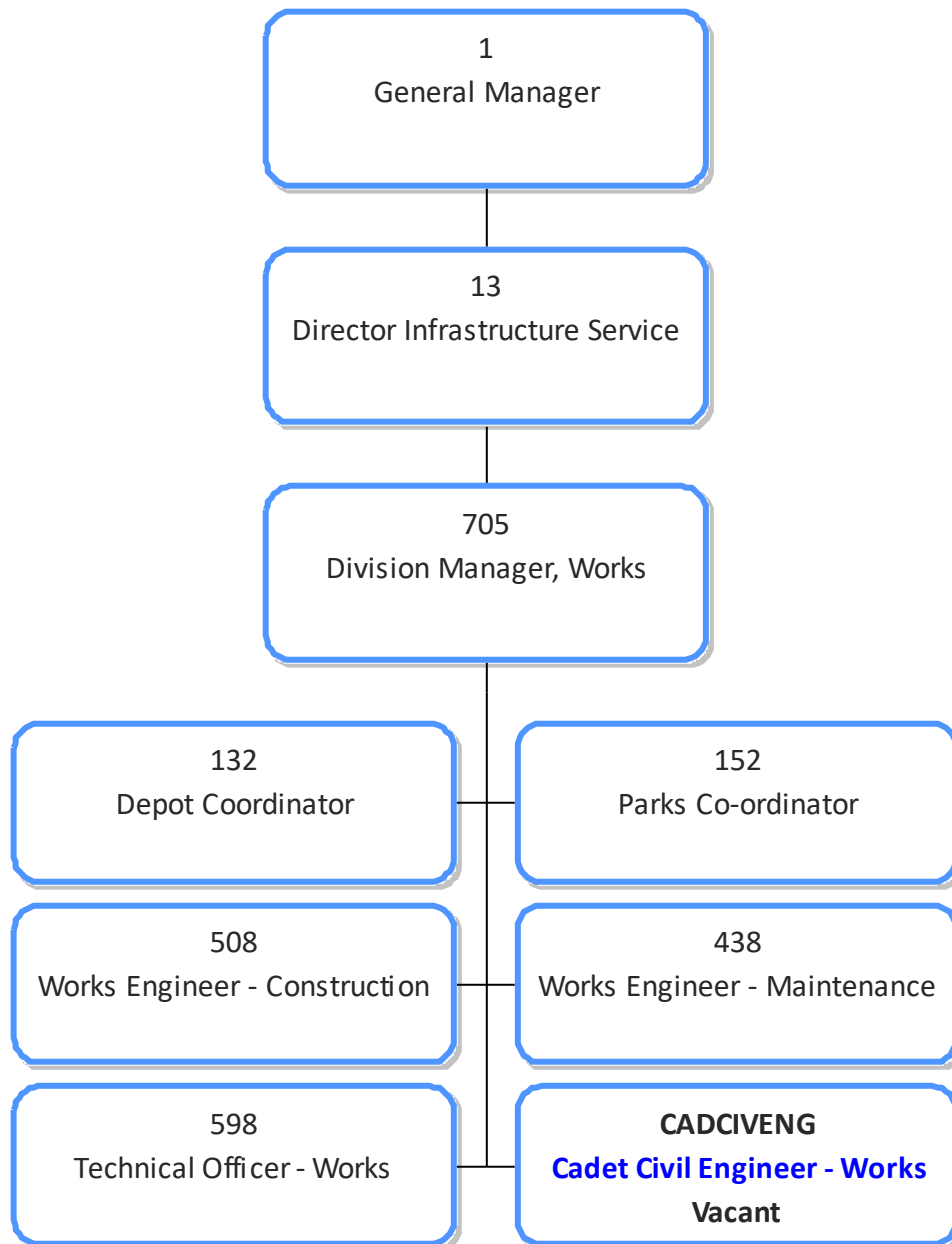 1
General Manager
13
Director Infrastructure Service
705
Division Manager, Works
132
Depot Coordinator
152
Parks Co-ordinator
508
Works Engineer - Construction
438
Works Engineer - Maintenance
598
Technical Officer - Works
CADCIVENG
Cadet Civil Engineer - Works
Vacant